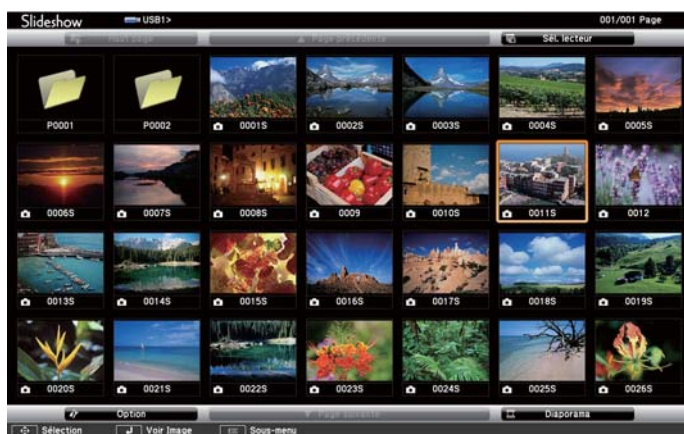 Slideshow USB1> 001/001 Page
Haut page Page précédente Sél. lecteur
P0001 P0002 0001S 0002S 0003S 0004S 0005S
0006S 0007S 0008S 0009 0010S 0011S 0012
0013S 0014S 0015S 0016S 0017S 0018S 0019S
0020S 0021S 0022S 0023S 0024S 0025S 0026S
Option Page suivante Diaporama
Sélection Voir Image Sous-menu